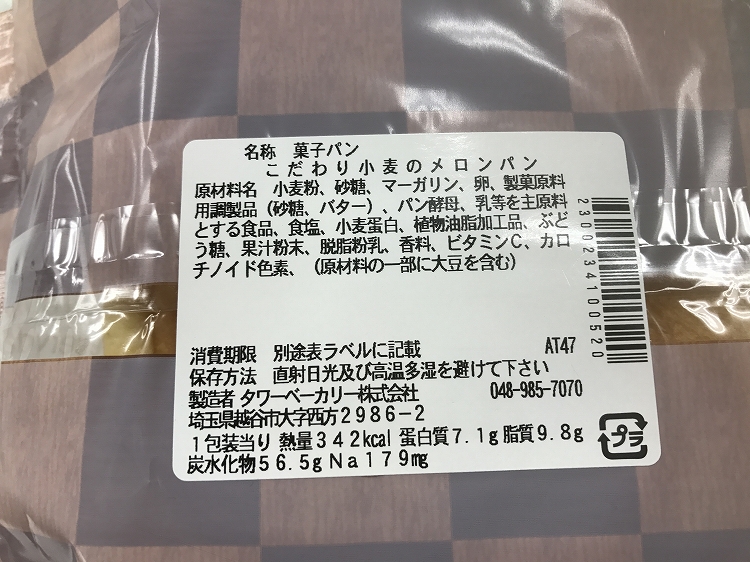 名称 菓子パン
こだわり小麦のメロンパン
原材料名 小麦粉、砂糖、マーガリン、卵、製菓原料
用調製品（砂糖、バター）、パン酵母、乳等を主原料
とする食品、食塩、小麦蛋白、植物油脂加工品、ぶど
う糖、果汁粉末、脱脂粉乳、香料、ビタミンC、カロ
チノイド色素、（原材料の一部に大豆を含む）
2300234100520
消費期限 別途表ラベルに記載 AT47
保存方法 直射日光及び高温多湿を避けて下さい
製造者 タワーベーカリー株式会社 048-985-7070
埼玉県越谷市大字西方2986-2
1包装当り 熱量342kcal 蛋白質7.1g 脂質9.8g
炭水化物56.5g Na179mg
プラ